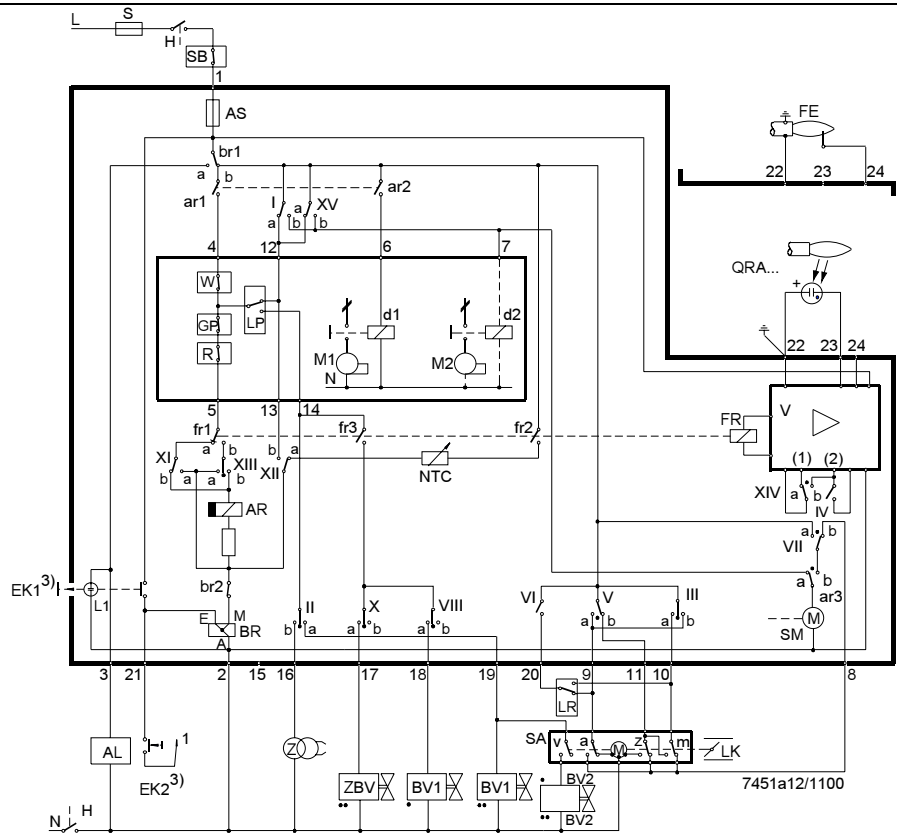 L S
H
SB
1
AS
FE
br1
a b
22 23 24
ar1 ar2
I a XV
a b b
4 12 6 7
QRA...
+
W
LP
d1 d2
GP
22 23 24
R
M1 M2
N
5 13 14
V
FR
fr1 fr3 fr2
a b b a
XI XIII XII
b a a b
NTC
(1) (2)
XIV a b IV
AR
a b
VII
a b
ar3
EK1 3)
L1
br2
E M
BR
A
II X VIII VI V III
b a a b a b a b a b
M
SM
3 21 2 15 16 17 18 19 20 9 11 10 8
LR
AL
1
EK2 3)
Z
SA v a M z m LK
ZBV BV1 BV1 BV2
BV2
7451a12/1100
N H